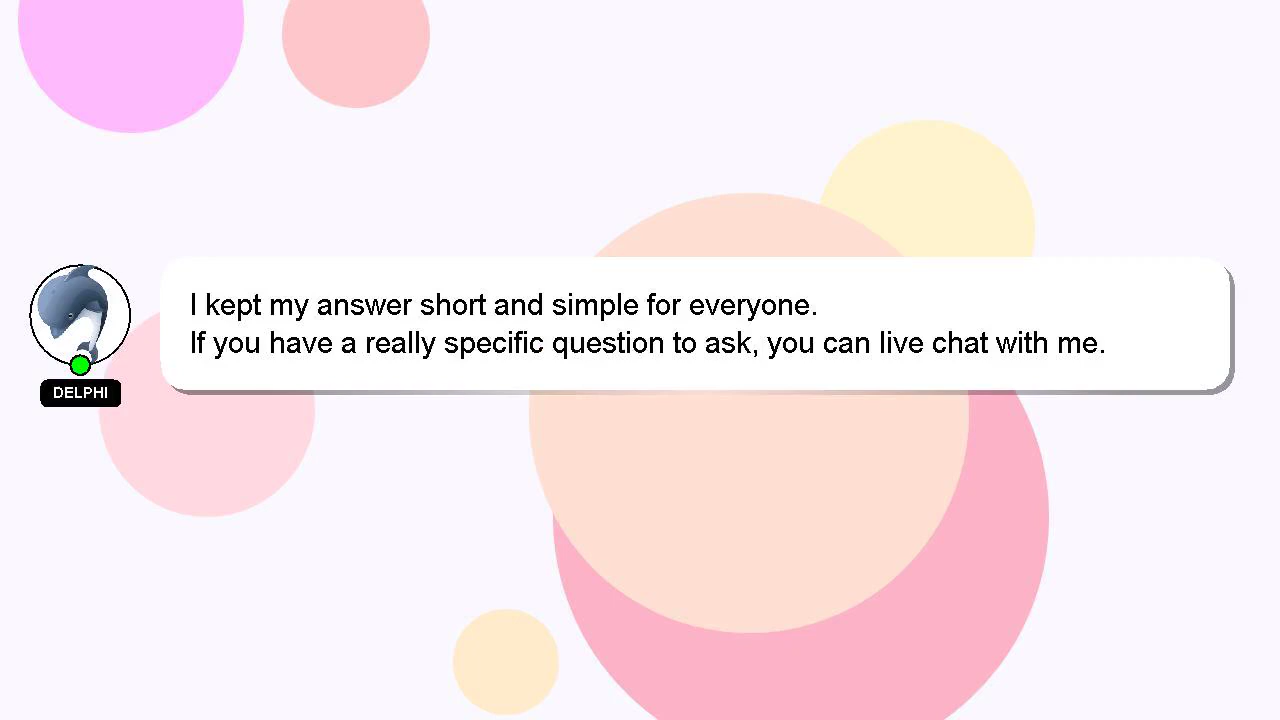 I kept my answer short and simple for everyone.
If you have a really specific question to ask, you can live chat with me.
DELPHI